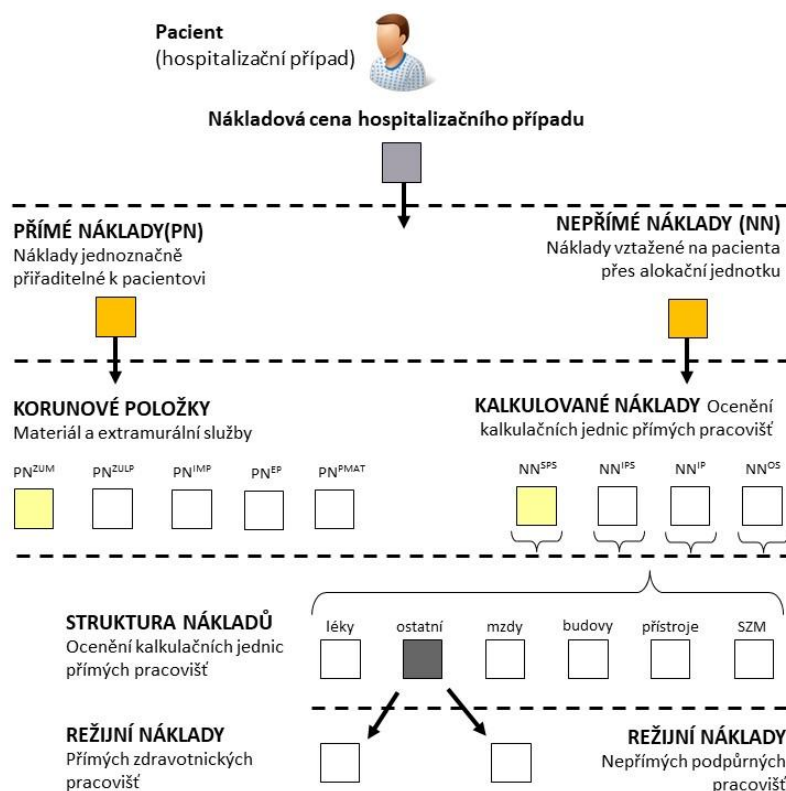 Pacient
(hospitalizační případ)
Nákladová cena hospitalizačního případu
PŘÍMÉ NÁKLADY(PN)
Náklady jednoznačně
přiřaditelné k pacientovi
NEPŘÍMÉ NÁKLADY (NN)
Náklady vztažené na pacienta
přes alokační jednotku
KORUNOVÉ POLOŽKY
Materiál a extramurální služby
KALKULOVANÉ NÁKLADY Ocenění
kalkulačních jednic přímých pracovišť
PN^ZUM PN^ZULP PN^IMP PN^EP PN^PMAT
NN^SPS NN^IPS NN^IP NN^OS
STRUKTURA NÁKLADŮ
Ocenění kalkulačních jednic
přímých pracovišť
léky ostatní mzdy budovy přístroje SZM
REŽIJNÍ NÁKLADY
Přímých zdravotnických
pracovišť
REŽIJNÍ NÁKLADY
Nepřímých podpůrných
pracovišť